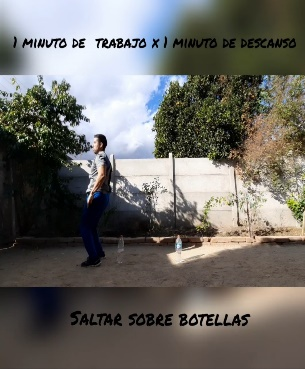 1 minuto de trabajo x 1 minuto de descanso
Saltar sobre botellas